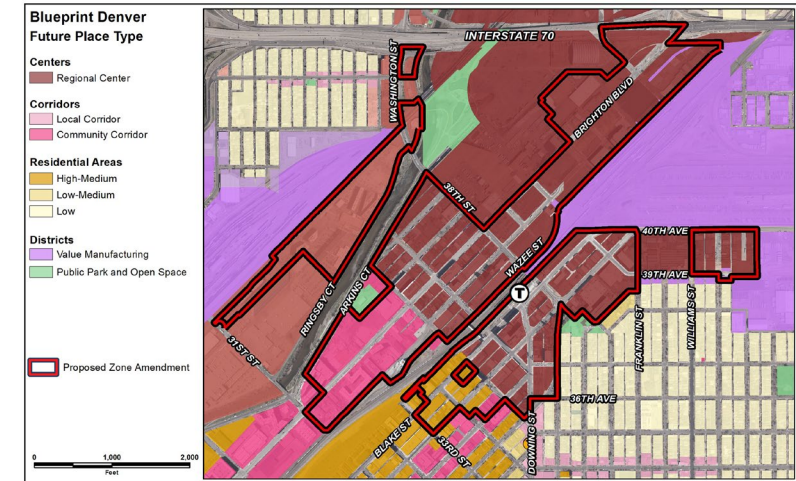 Blueprint Denver
Future Place Type
Centers
Regional Center
Corridors
Local Corridor
Community Corridor
Residential Areas
High-Medium
Low-Medium
Low
Districts
Value Manufacturing
Public Park and Open Space
Proposed Zone Amendment
0 1,000 2,000
Feet
INTERSTATE 70
WASHINGTON ST
BRIGHTON BLVD
38TH ST
WAZEE ST
40TH AVE
39TH AVE
T
RINGSBY CT
ARKINS CT
31ST ST
FRANKLIN ST
WILLIAMS ST
36TH AVE
BLAKE ST
33RD ST
DOWNING ST